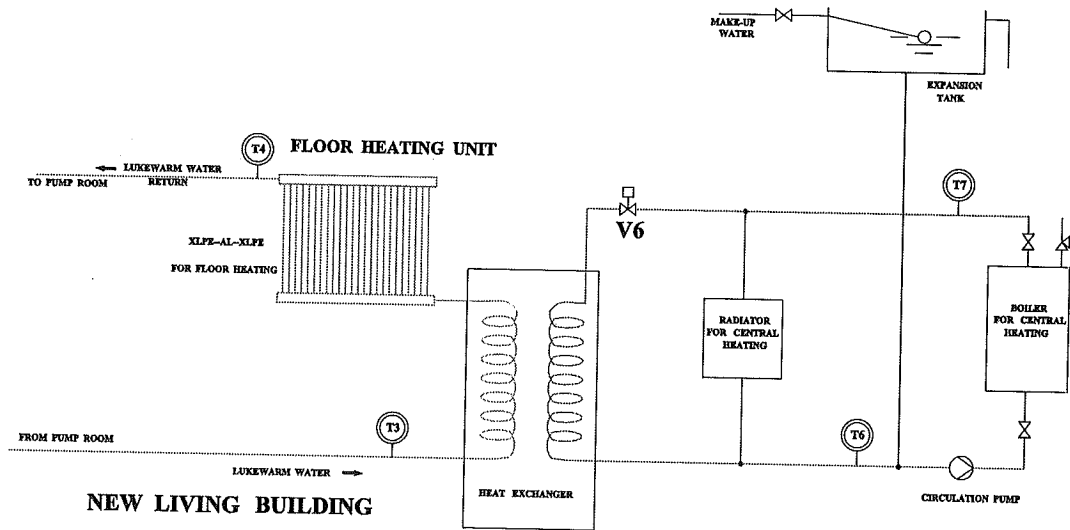 MAKE-UP
WATER
EXPANSION
TANK
T4
FLOOR HEATING UNIT
LUKEWARM WATER
TO PUMP ROOM RETURN
T7
V6
XLPE-AL-XLPE
FOR FLOOR HEATING
RADIATOR
FOR CENTRAL
HEATING
BOILER
FOR CENTRAL
HEATING
T3
T6
FROM PUMP ROOM
LUKEWARM WATER
HEAT EXCHANGER
CIRCULATION PUMP
NEW LIVING BUILDING